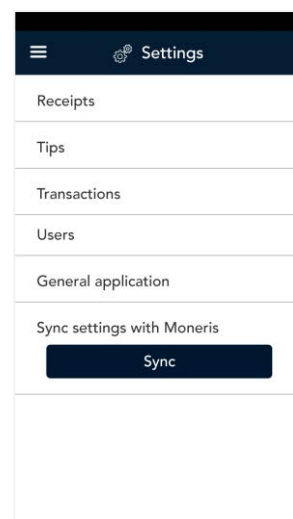 Settings
Receipts
Tips
Transactions
Users
General application
Sync settings with Moneris
Sync